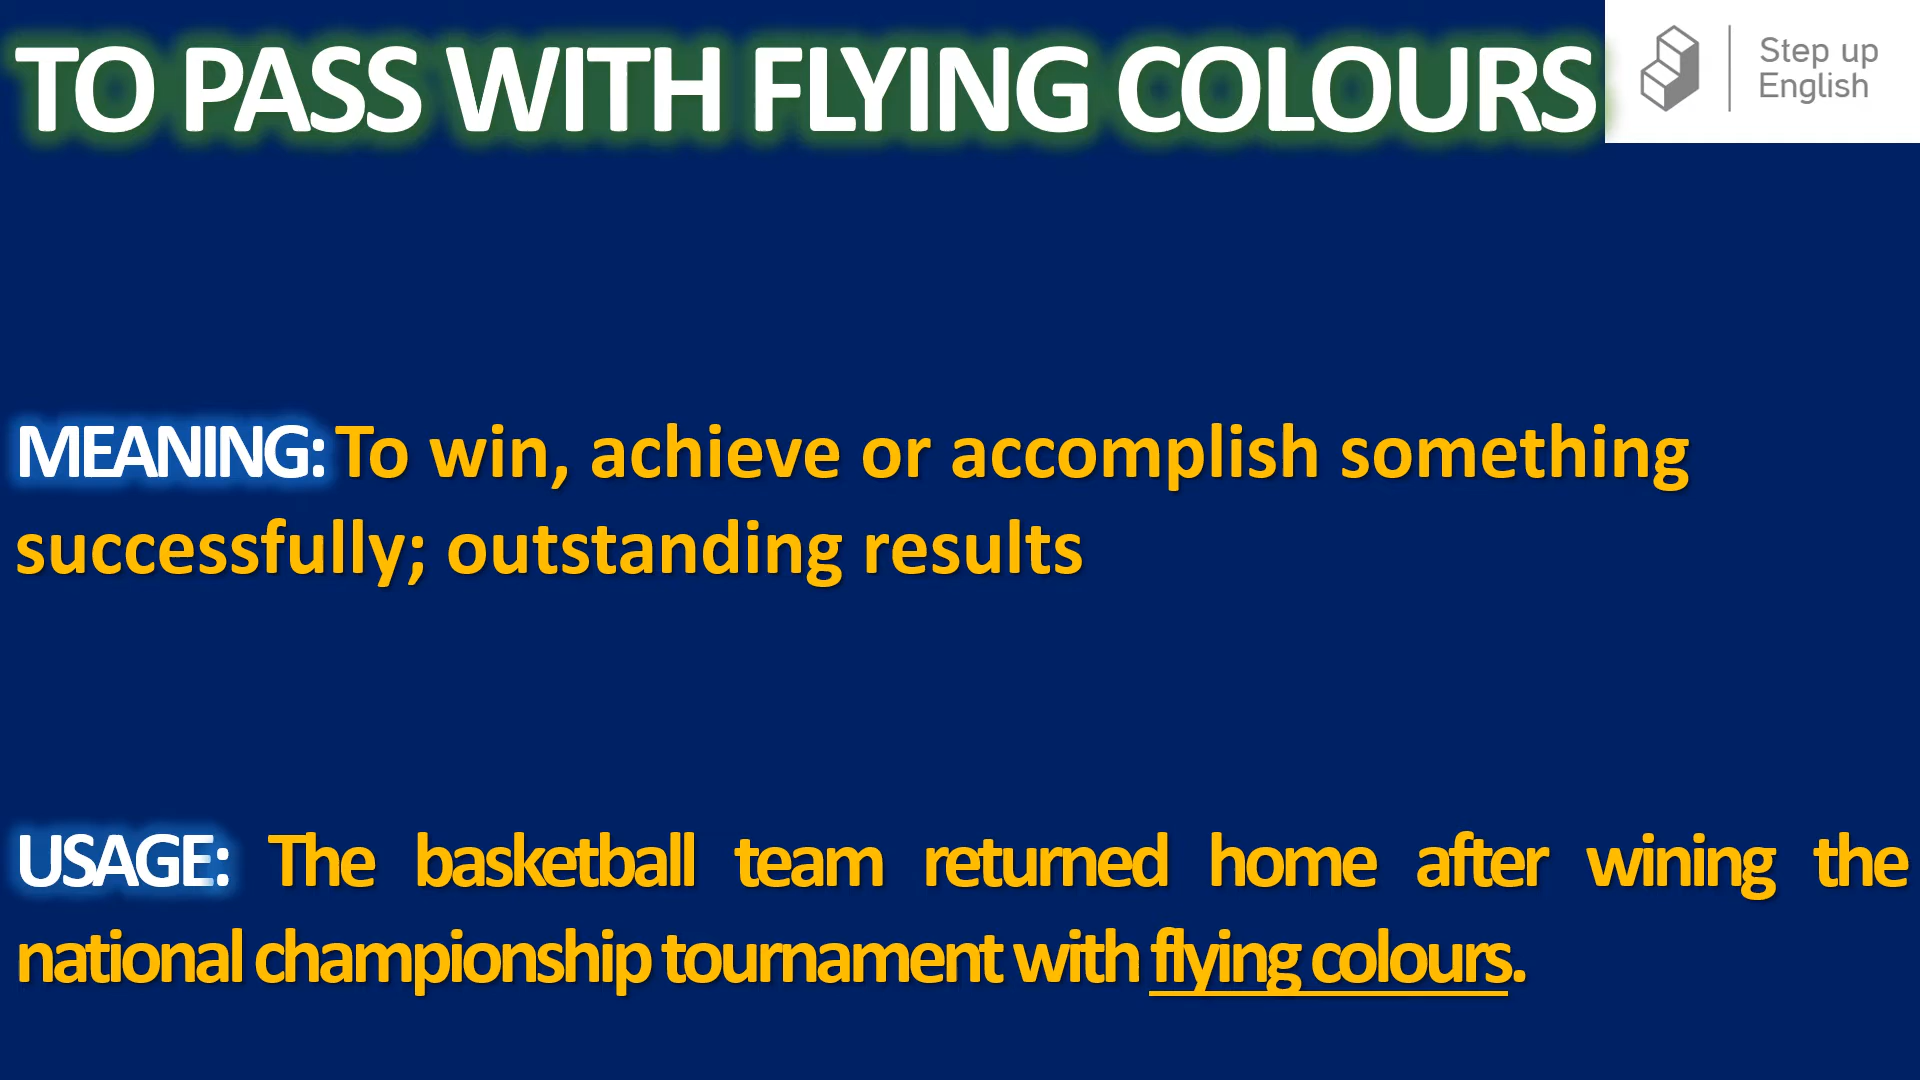 TO PASS WITH FLYING COLOURS
Step up
English
MEANING: To win, achieve or accomplish something
successfully; outstanding results
USAGE: The basketball team returned home after wining the
national championship tournament with flying colours.